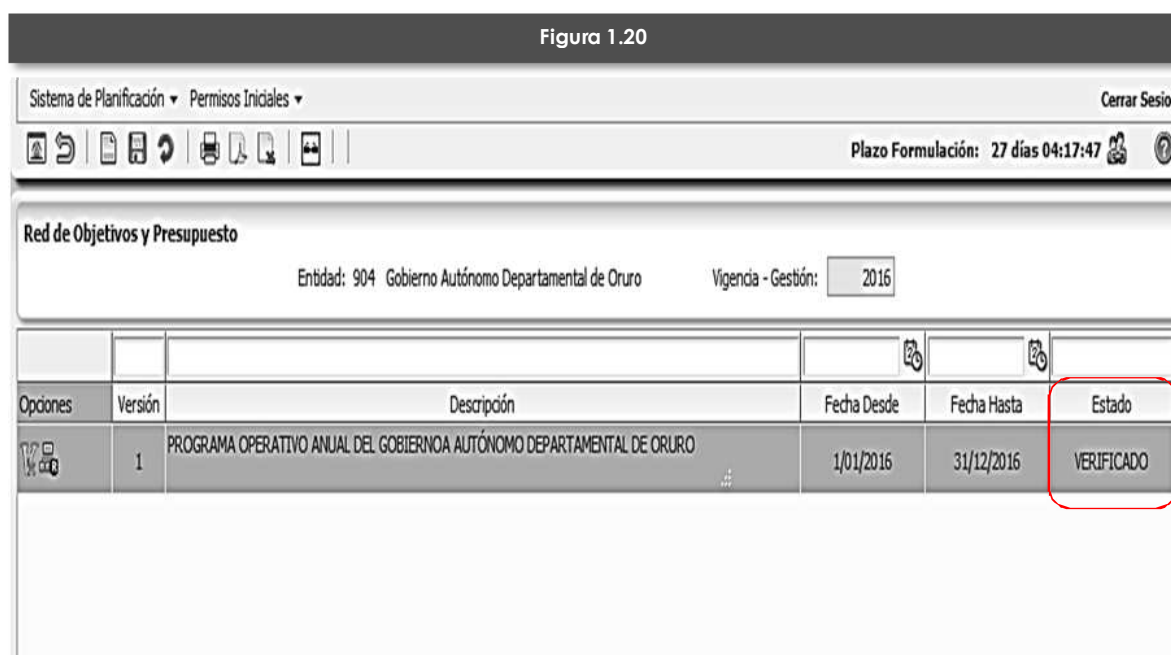 Figura 1.20
Sistema de Planificación Permisos Iniciales Cerrar Sesio
Plazo Formulación: 27 días 04:17:47
Red de Objetivos y Presupuesto
Entidad: 904 Gobierno Autónomo Departamental de Oruro Vigencia - Gestión: 2016
Opciones Versión Descripción Fecha Desde Fecha Hasta Estado
1 PROGRAMA OPERATIVO ANUAL DEL GOBIERNOA AUTÓNOMO DEPARTAMENTAL DE ORURO 1/01/2016 31/12/2016 VERIFICADO